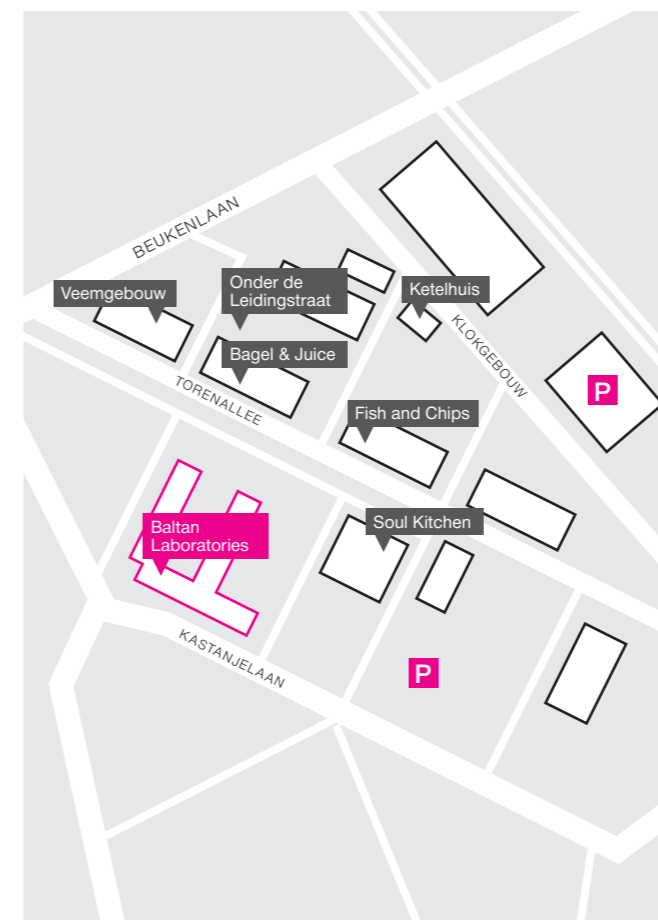 BEUKENLAAN
Veemgebouw
Onder de
Leidingstraat
Ketelhuis
KLOKGEBOUW
Bagel & Juice
TORENALLEE
P
Fish and Chips
Soul Kitchen
Baltan
Laboratories
KASTANJELAAN
P